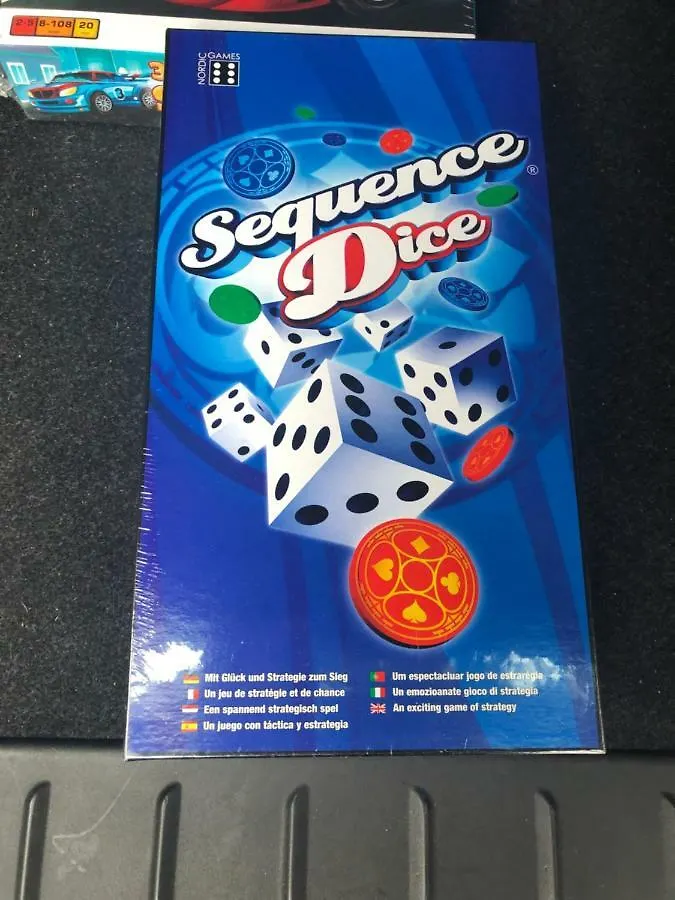 2-5 8-108 20
3
NORDIC GAMES
Sequence
Dice
®
Mit Glück und Strategie zum Sieg
Un jeu de stratégie et de chance
Een spannend strategisch spel
Un juego con táctica y estrategia
Um espectacluar jogo de estrarégia
Un emozioanate gioco di strategia
An exciting game of strategy